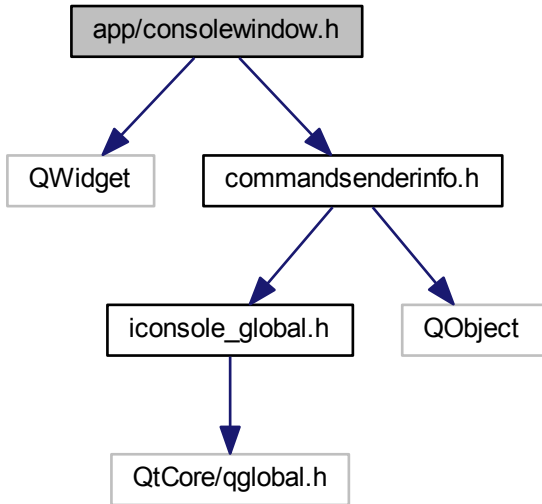 app/consolewindow.h
QWidget
commandsenderinfo.h
iconsole_global.h
QObject
QtCore/qglobal.h